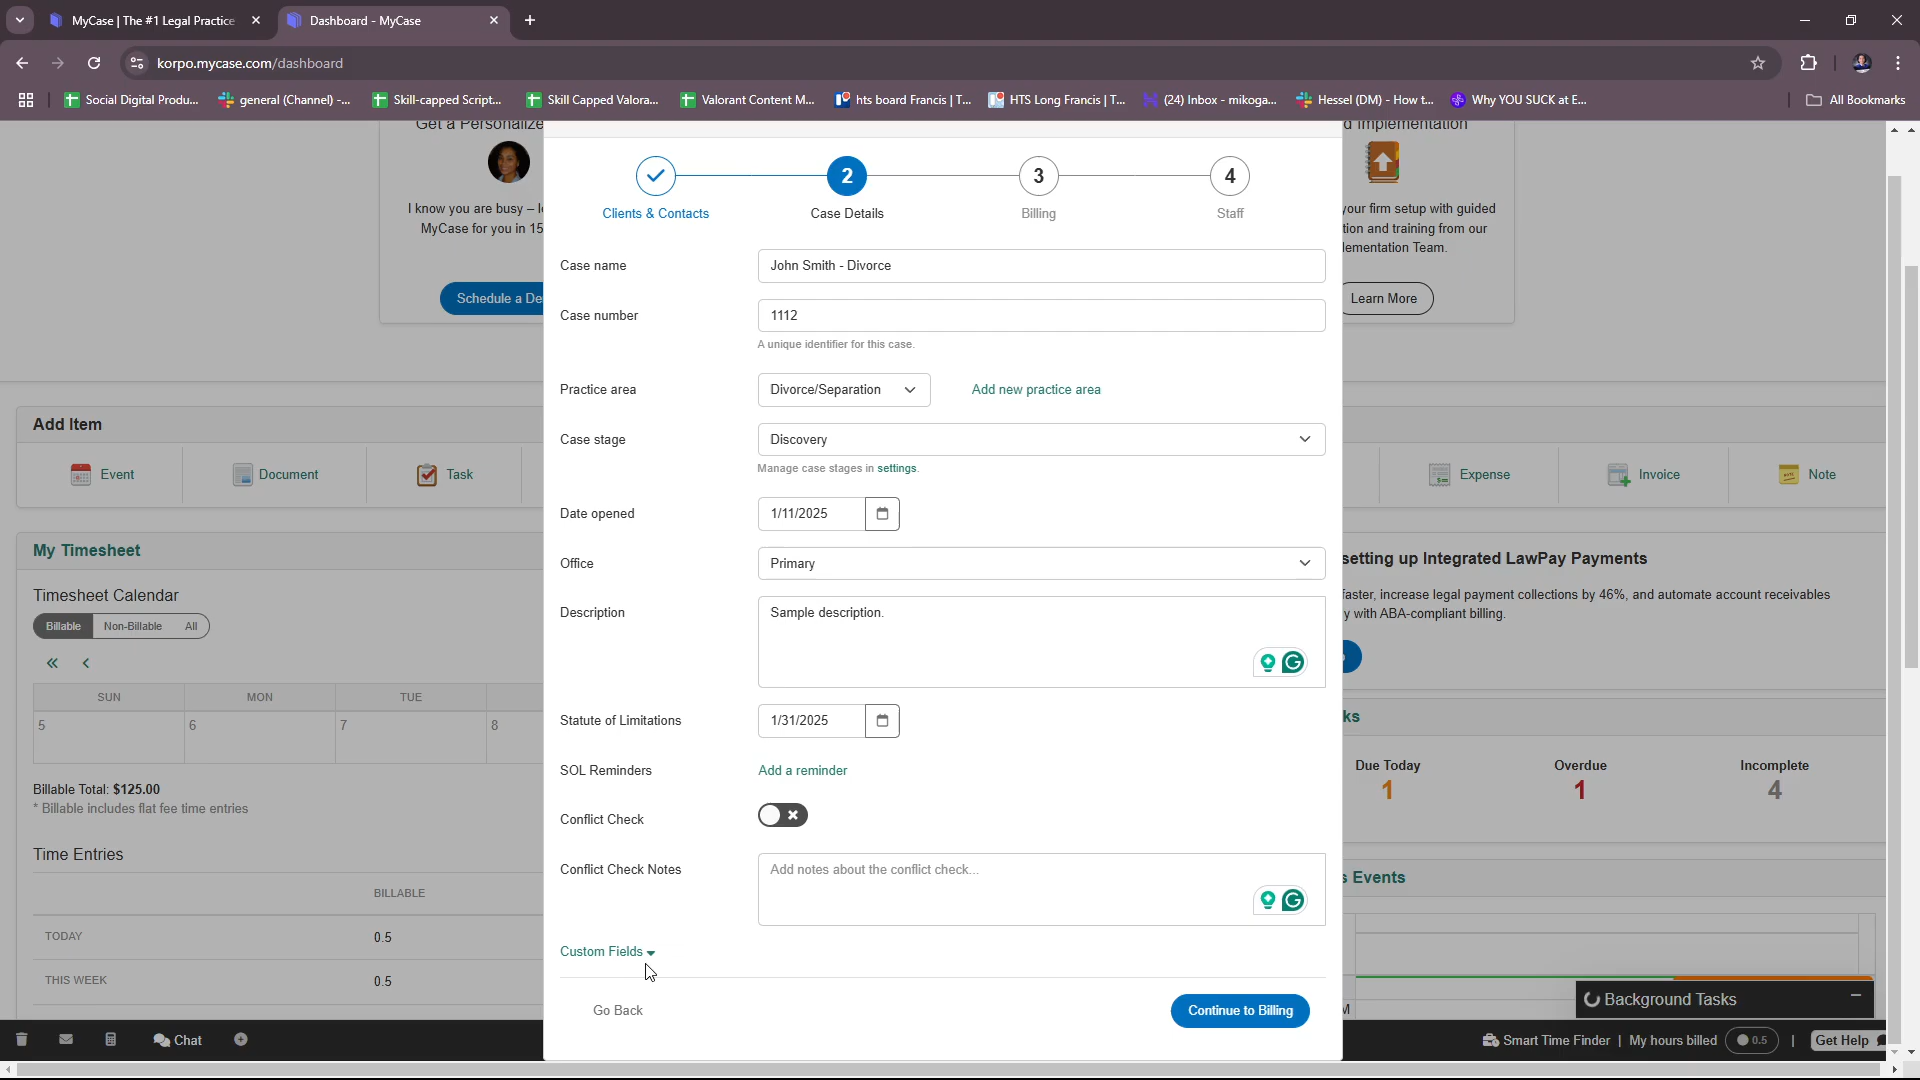 MyCase | The #1 Legal Practice
Dashboard - MyCase
korpo.mycase.com/dashboard
Social Digital Produ...
general (Channel) -...
Skill-capped Script...
Skill Capped Valora...
Valorant Content M...
hts board Francis | T...
HTS Long Francis | T...
(24) Inbox - mikoga...
Hessel (DM) - How t...
Why YOU SUCK at E...
All Bookmarks
Get a Personalize
d Implementation
I know you are busy –
MyCase for you in 15
Schedule a De
your firm setup with guided
tion and training from our
lementation Team.
Learn More
2
3
4
Clients & Contacts
Case Details
Billing
Staff
Case name
John Smith - Divorce
Case number
1112
A unique identifier for this case.
Practice area
Divorce/Separation
Add new practice area
Case stage
Discovery
Manage case stages in settings.
Date opened
1/11/2025
Office
Primary
Description
Sample description.
Statute of Limitations
1/31/2025
SOL Reminders
Add a reminder
Conflict Check
Conflict Check Notes
Add notes about the conflict check...
Custom Fields
Go Back
Continue to Billing
Add Item
Event
Document
Task
Expense
Invoice
Note
My Timesheet
Timesheet Calendar
Billable
Non-Billable
All
SUN
MON
TUE
5
6
7
8
Billable Total: $125.00
* Billable includes flat fee time entries
Time Entries
BILLABLE
TODAY
0.5
THIS WEEK
0.5
setting up Integrated LawPay Payments
faster, increase legal payment collections by 46%, and automate account receivables
y with ABA-compliant billing.
ks
Due Today
Overdue
Incomplete
1
1
4
s Events
M
Background Tasks
Chat
Smart Time Finder | My hours billed
0.5
Get Help